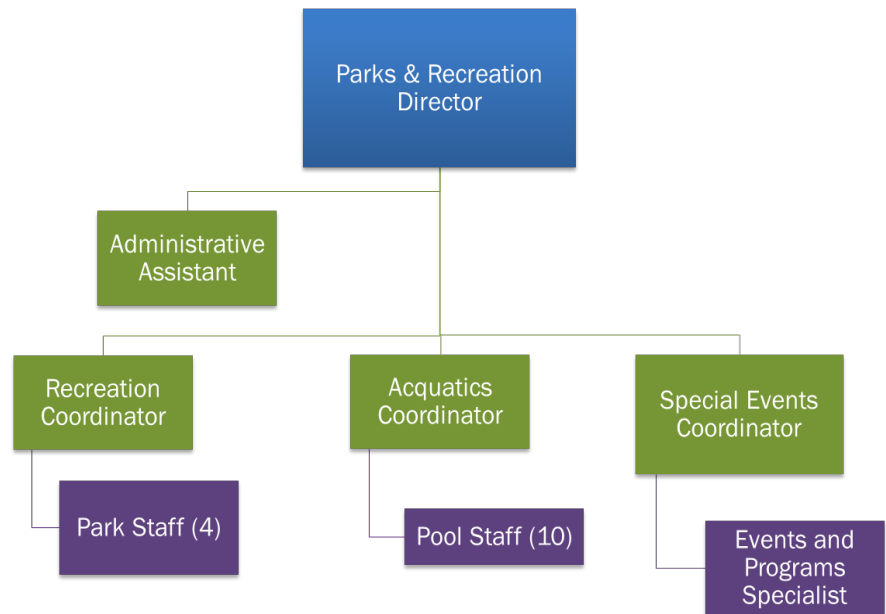 Parks & Recreation
Director
Administrative
Assistant
Recreation
Coordinator
Acquatics
Coordinator
Special Events
Coordinator
Park Staff (4)
Pool Staff (10)
Events and
Programs
Specialist